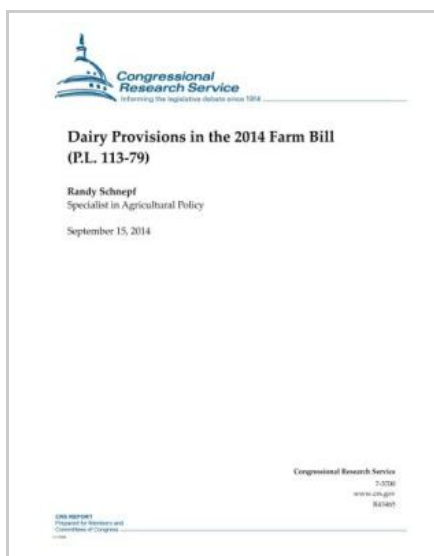 Congressional
Research Service
Informing the legislative debate since 1914
Dairy Provisions in the 2014 Farm Bill
(P.L. 113-79)
Randy Schnepf
Specialist in Agricultural Policy
September 15, 2014
Congressional Research Service
7-5700
www.crs.gov
R43465
CRS REPORT
Prepared for Members and
Committees of Congress